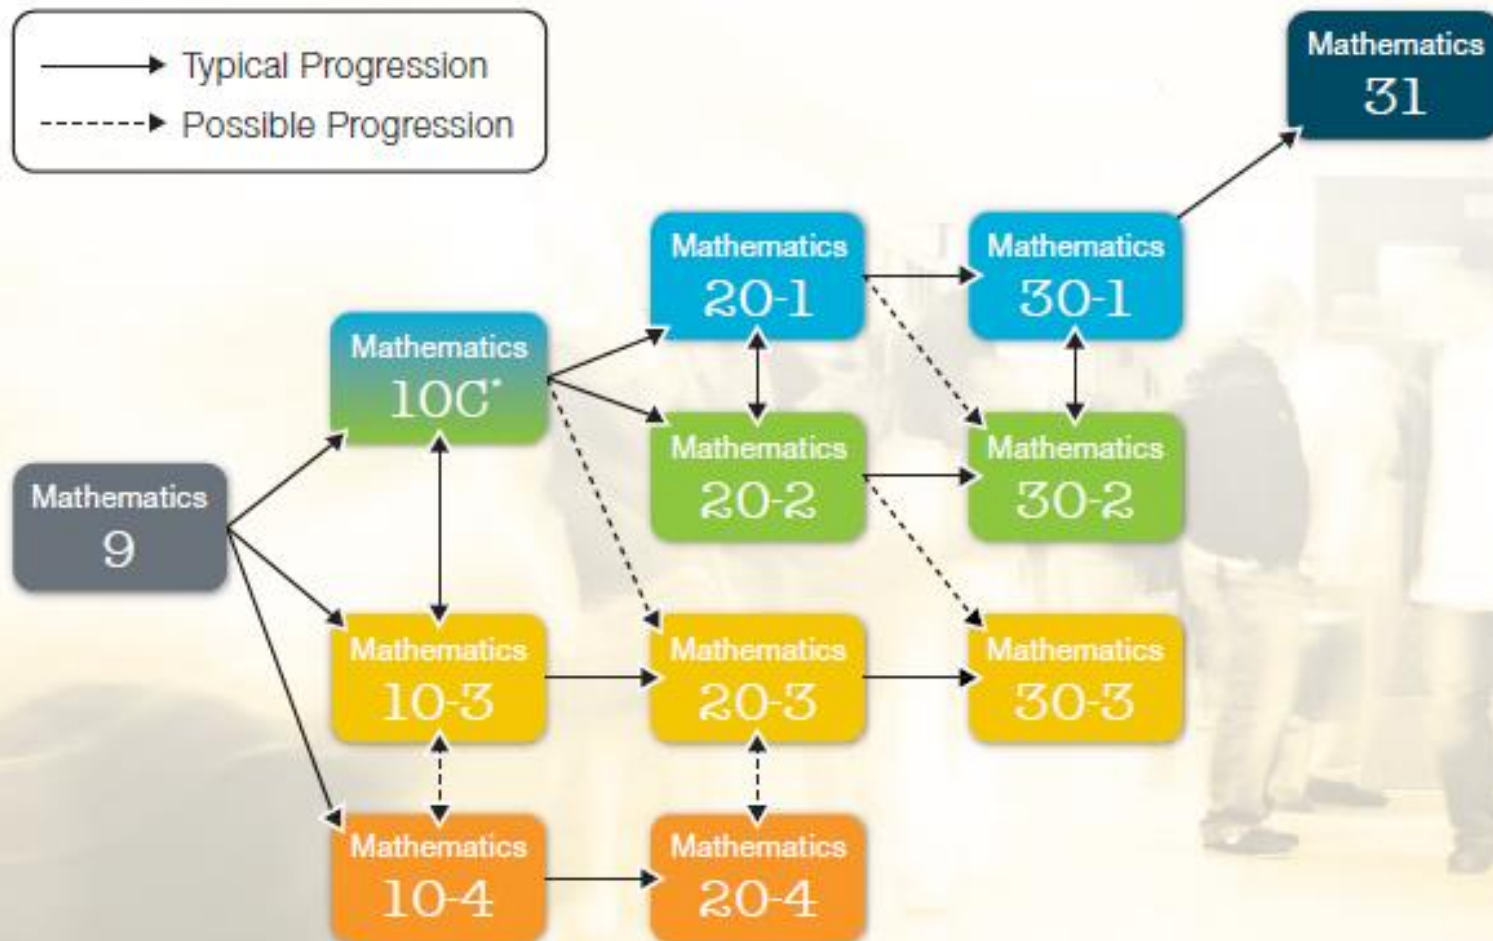 Typical Progression
Possible Progression
Mathematics
31
Mathematics
20-1
Mathematics
30-1
Mathematics
10C*
Mathematics
20-2
Mathematics
30-2
Mathematics
9
Mathematics
10-3
Mathematics
20-3
Mathematics
30-3
Mathematics
10-4
Mathematics
20-4